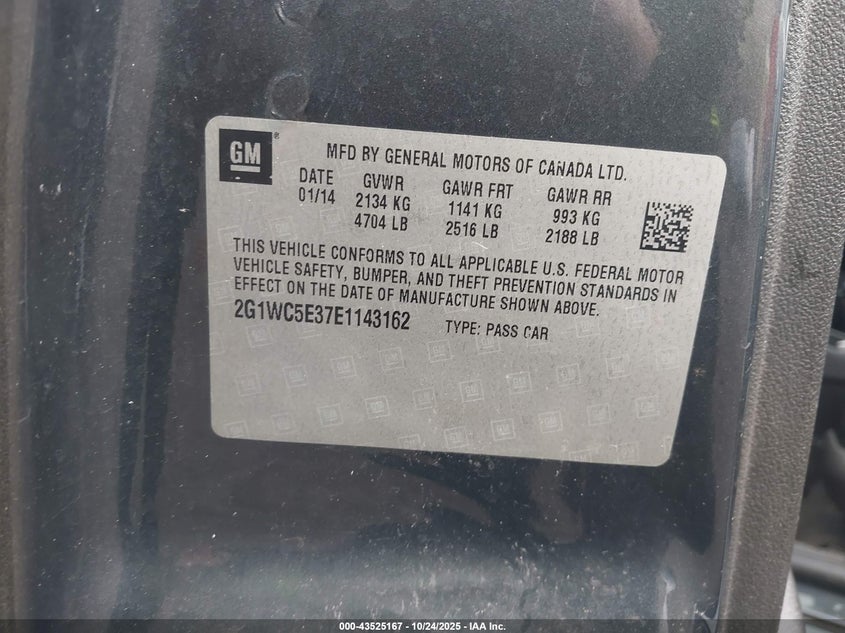 GM ®
MFD BY GENERAL MOTORS OF CANADA LTD.
DATE GVWR GAWR FRT GAWR RR
01/14 2134 KG 1141 KG 993 KG
4704 LB 2516 LB 2188 LB
THIS VEHICLE CONFORMS TO ALL APPLICABLE U.S. FEDERAL MOTOR
VEHICLE SAFETY, BUMPER, AND THEFT PREVENTION STANDARDS IN
EFFECT ON THE DATE OF MANUFACTURE SHOWN ABOVE.
2G1WC5E37E1143162 TYPE: PASS CAR
000-43525167 - 10/24/2025 - IAA Inc.